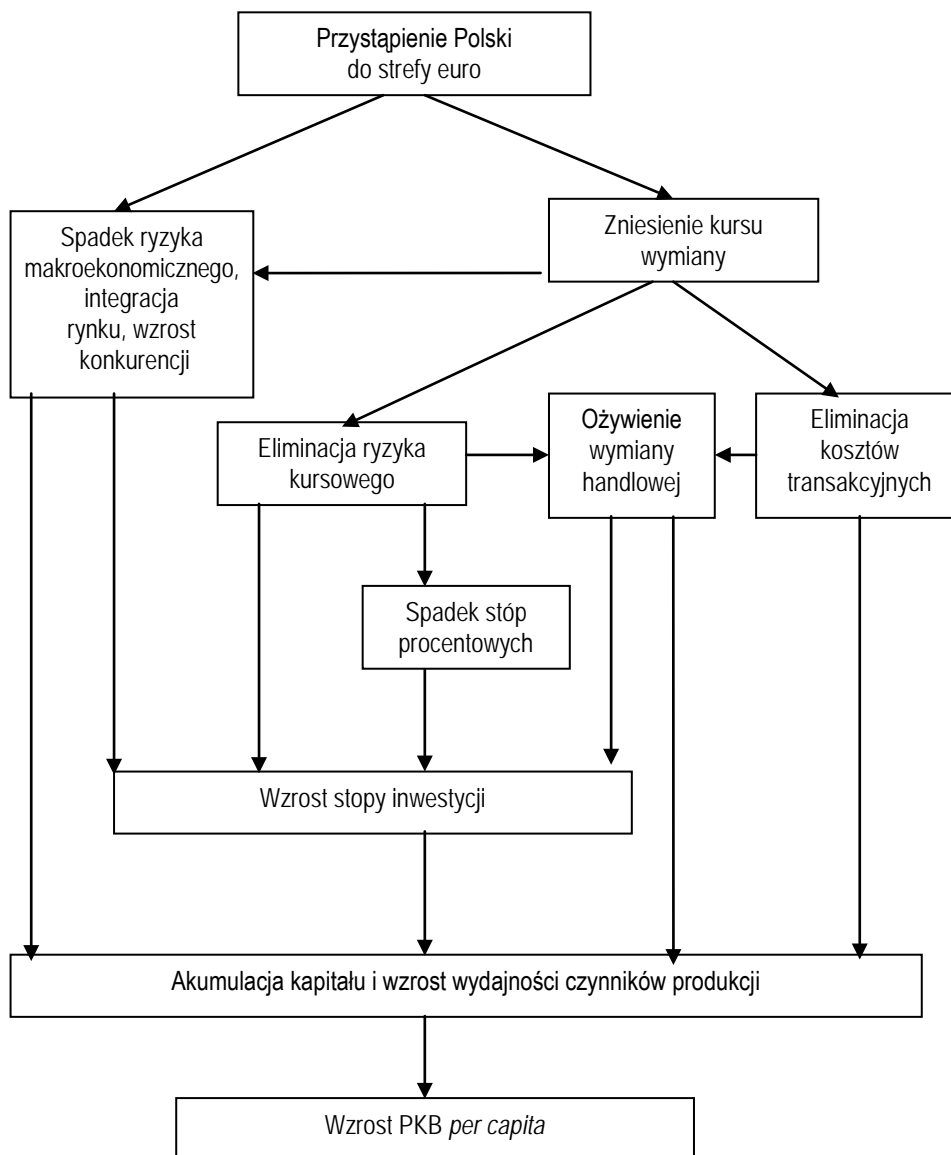 Przystąpienie Polski
do strefy euro
Spadek ryzyka
makroekonomicznego,
integracja
rynku, wzrost
konkurencji
Zniesienie kursu
wymiany
Eliminacja ryzyka
kursowego
Ożywienie
wymiany
handlowej
Eliminacja
kosztów
transakcyjnych
Spadek stóp
procentowych
Wzrost stopy inwestycji
Akumulacja kapitału i wzrost wydajności czynników produkcji
Wzrost PKB per capita